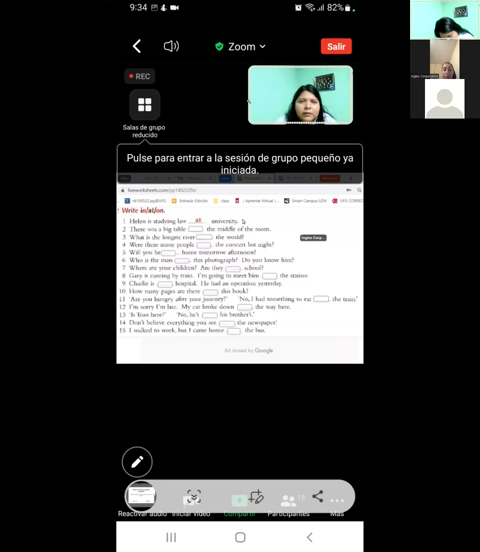 9:34
82%
Zoom
Salir
REC
Salas de grupo
reducido
Pulse para entrar a la sesión de grupo pequeño ya
iniciada.
Write in/at/on.
1 Helen is studying law at university.
2 There was a big table the middle of the room.
3 What is the longest river the world?
4 Were there many people the concert last night?
5 Will you be home tomorrow afternoon?
6 Who is the man this photograph? Do you know him?
7 Where are your children? Are they school?
8 Gary is coming by train. I'm going to meet him the station.
9 Charlie is hospital. He had an operation yesterday.
10 How many pages are there this book?
11 'Are you hungry after your journey?' 'No, I had something to eat the train.'
12 I'm sorry I'm late. My car broke down the way here.
13 'Is Tom here?' 'No, he's his brother's.'
14 Don't believe everything you see the newspaper!
15 I walked to work, but I came home the bus.
Ad closed by Google
Reactivar audio
Iniciar video
Compartir
Participantes
15
Más